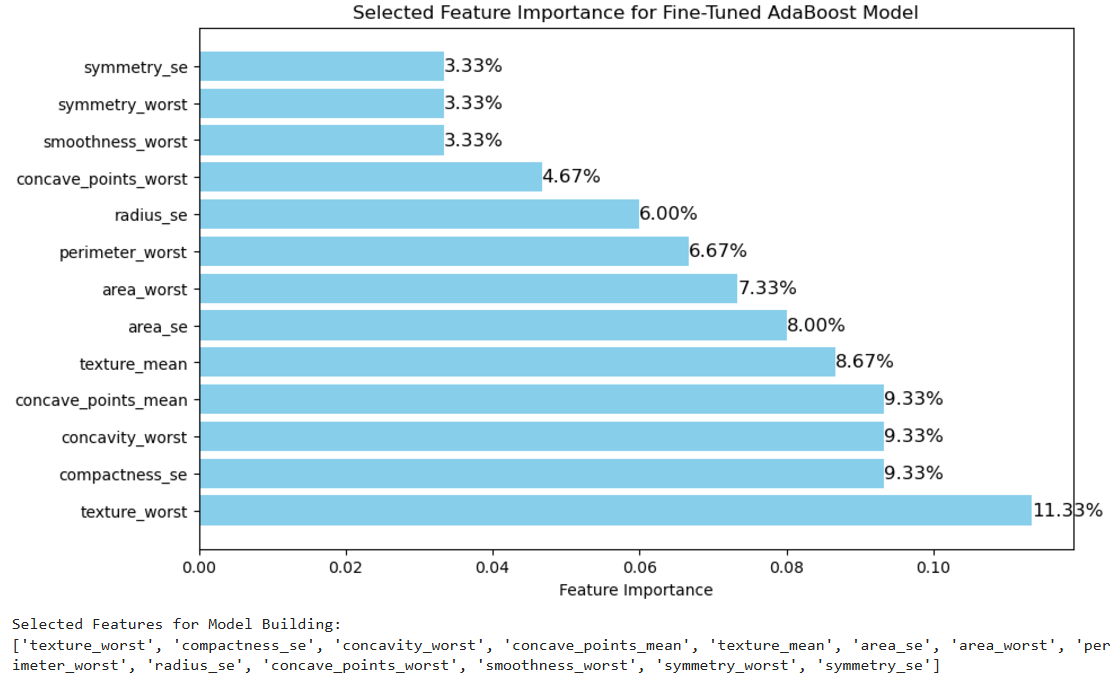 Selected Feature Importance for Fine-Tuned AdaBoost Model
symmetry_se 3.33%
symmetry_worst 3.33%
smoothness_worst 3.33%
concave_points_worst 4.67%
radius_se 6.00%
perimeter_worst 6.67%
area_worst 7.33%
area_se 8.00%
texture_mean 8.67%
concave_points_mean 9.33%
concavity_worst 9.33%
compactness_se 9.33%
texture_worst 11.33%
0.00 0.02 0.04 0.06 0.08 0.10
Feature Importance
Selected Features for Model Building:
['texture_worst', 'compactness_se', 'concavity_worst', 'concave_points_mean', 'texture_mean', 'area_se', 'area_worst', 'per
imeter_worst', 'radius_se', 'concave_points_worst', 'smoothness_worst', 'symmetry_worst', 'symmetry_se']